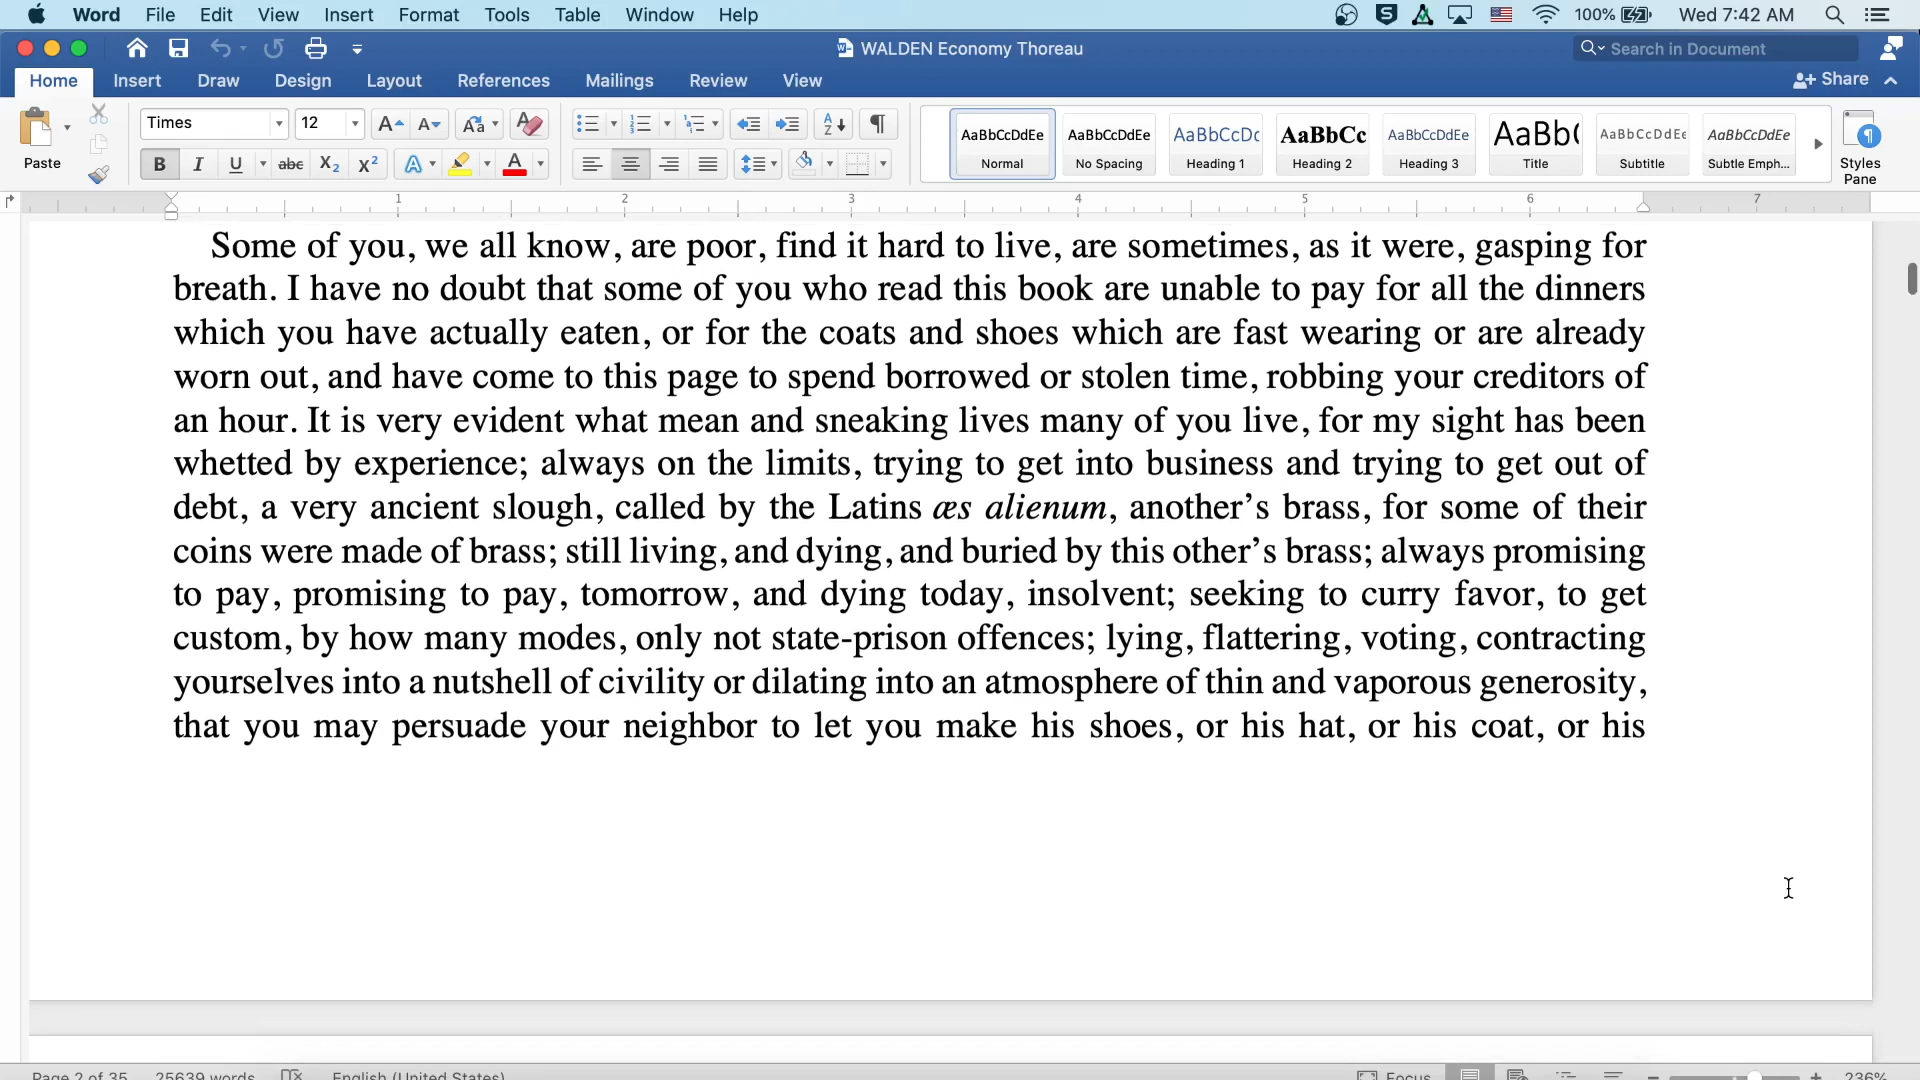 Word File Edit View Insert Format Tools Table Window Help 100% Wed 7:42 AM
WALDEN Economy Thoreau Search in Document
Home Insert Draw Design Layout References Mailings Review View Share
Paste Times 12 AaBbCcDdEe AaBbCcDdEe AaBbCcDc AaBbCc AaBbCcDdEe AaBb( AaBbCcDdEe AaBbCcDdEe
B I U abc X2 X2 A A Normal No Spacing Heading 1 Heading 2 Heading 3 Title Subtitle Subtle Emph... Styles Pane
1 2 3 4 5 6 7
Some of you, we all know, are poor, find it hard to live, are sometimes, as it were, gasping for
breath. I have no doubt that some of you who read this book are unable to pay for all the dinners
which you have actually eaten, or for the coats and shoes which are fast wearing or are already
worn out, and have come to this page to spend borrowed or stolen time, robbing your creditors of
an hour. It is very evident what mean and sneaking lives many of you live, for my sight has been
whetted by experience; always on the limits, trying to get into business and trying to get out of
debt, a very ancient slough, called by the Latins æs alienum, another’s brass, for some of their
coins were made of brass; still living, and dying, and buried by this other’s brass; always promising
to pay, promising to pay, tomorrow, and dying today, insolvent; seeking to curry favor, to get
custom, by how many modes, only not state-prison offences; lying, flattering, voting, contracting
yourselves into a nutshell of civility or dilating into an atmosphere of thin and vaporous generosity,
that you may persuade your neighbor to let you make his shoes, or his hat, or his coat, or his
Page 2 of 35 25639 words English (United States) Focus 236%